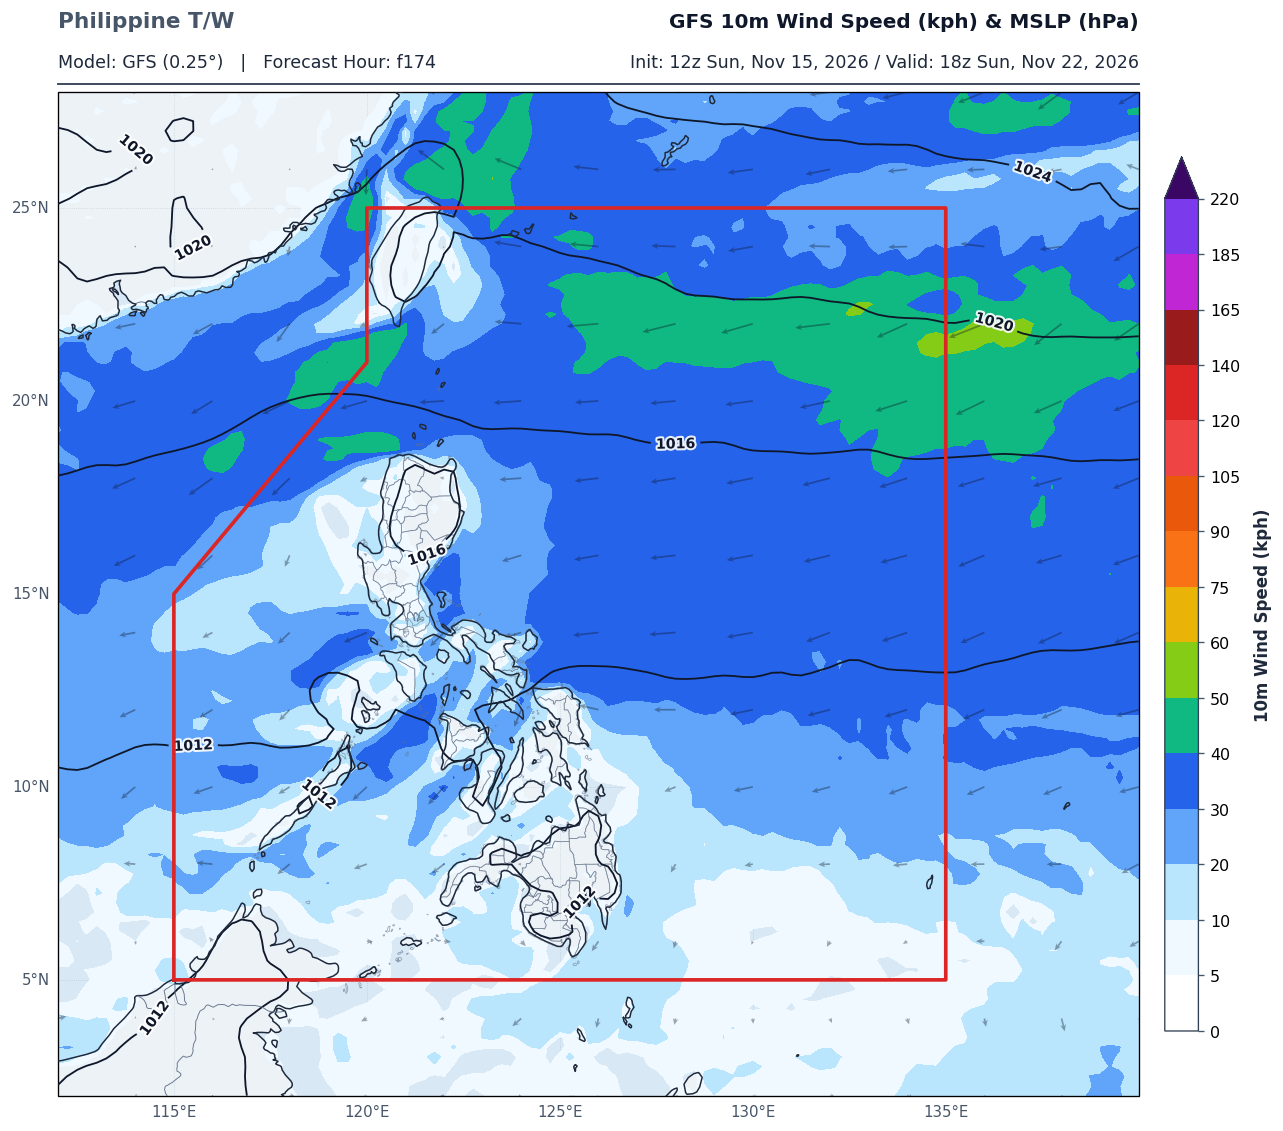 Philippine T/W
GFS 10m Wind Speed (kph) & MSLP (hPa)
Model: GFS (0.25°) | Forecast Hour: f174
Init: 12z Sun, Nov 15, 2026 / Valid: 18z Sun, Nov 22, 2026
1020
1024
1020
1020
1016
1016
1012
1012
1012
1012
25°N
20°N
15°N
10°N
5°N
115°E
120°E
125°E
130°E
135°E
220
185
165
140
120
105
90
75
60
50
40
30
20
10
5
0
10m Wind Speed (kph)